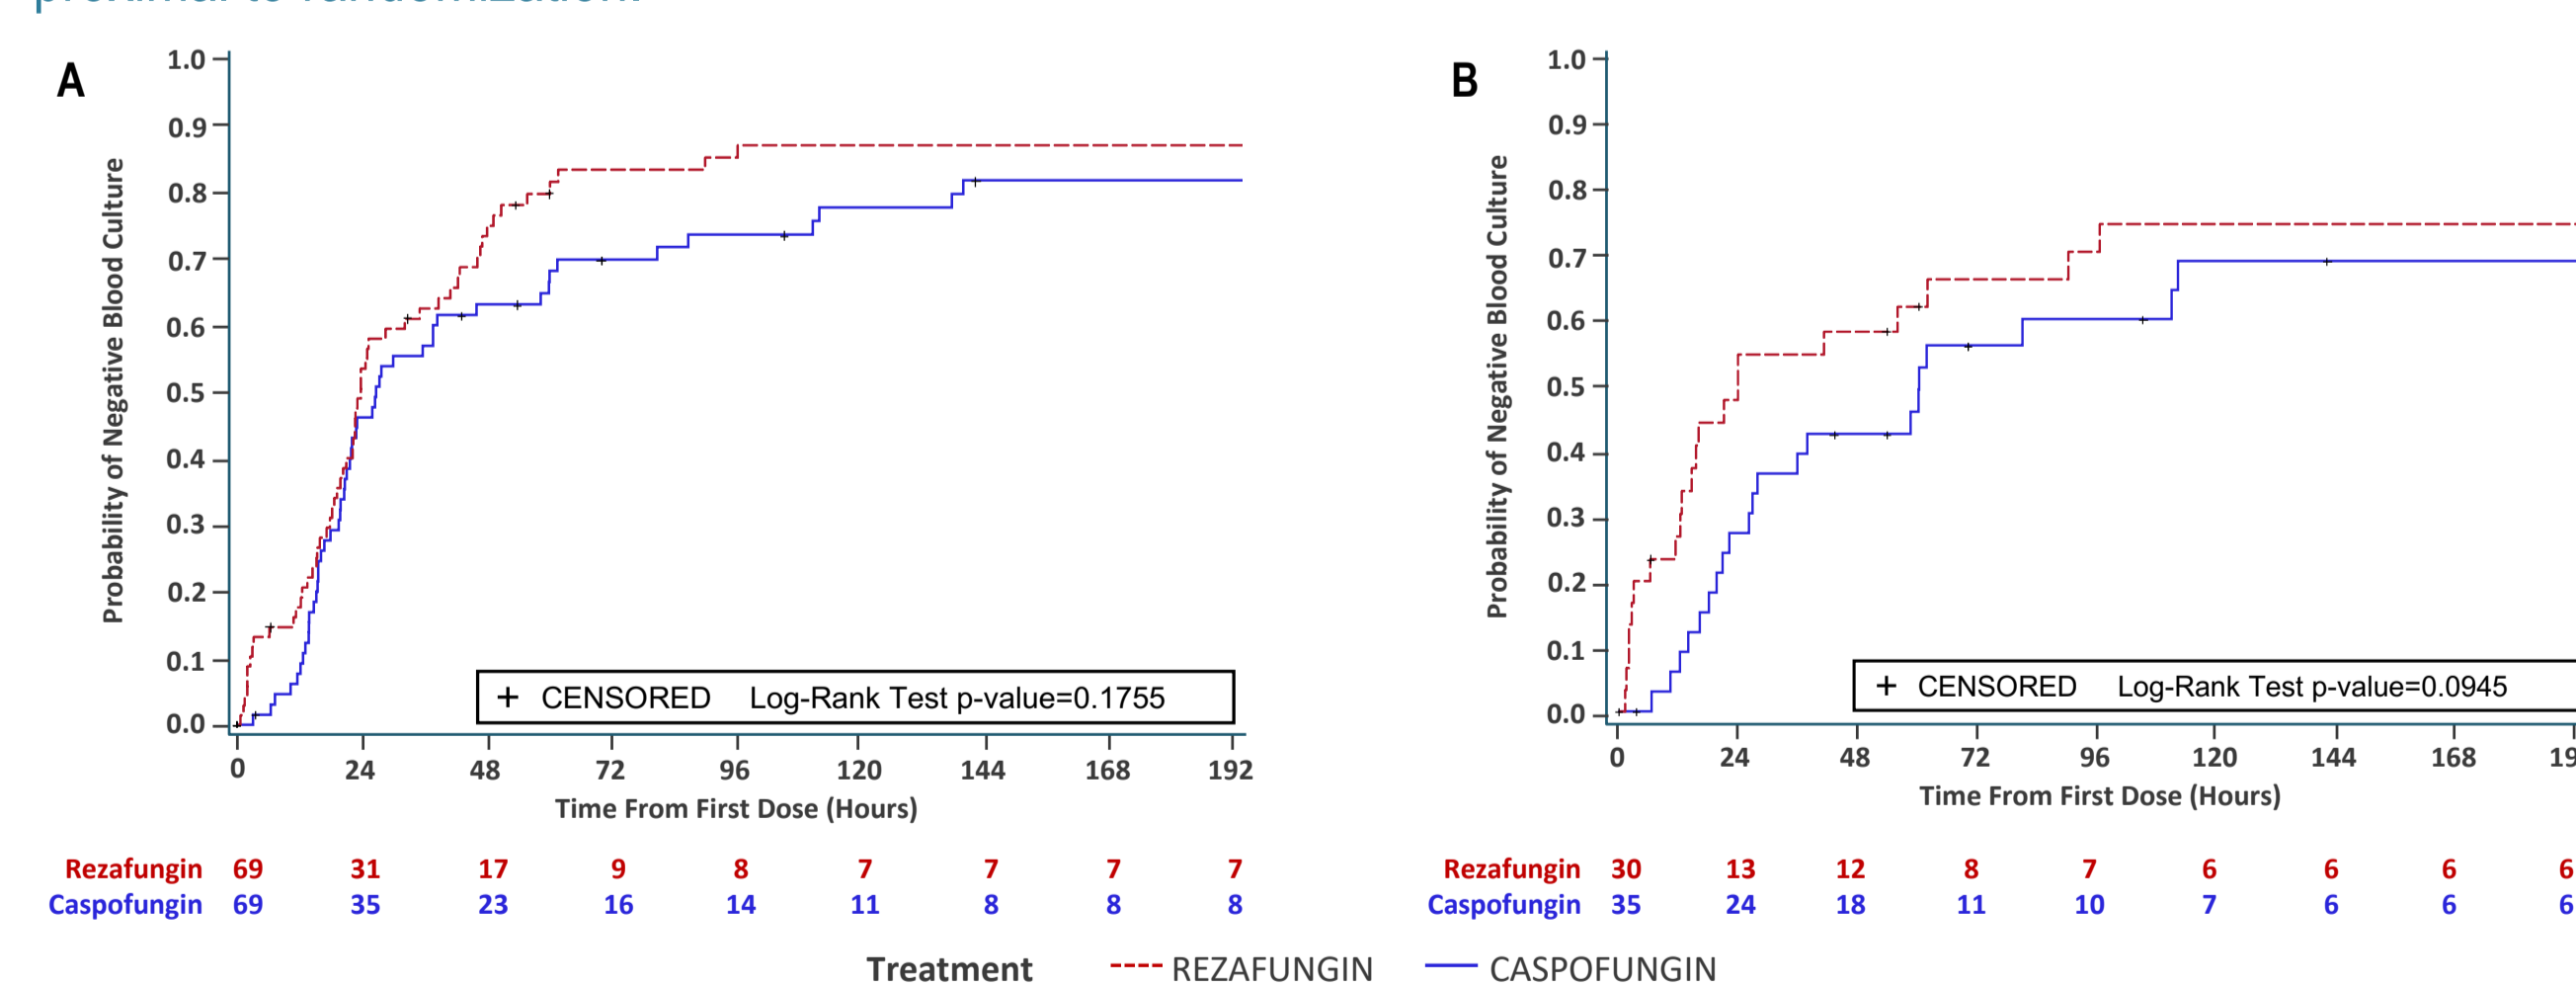 proximal to randomization.
A
1.0
0.9
0.8
0.7
0.6
0.5
0.4
0.3
0.2
0.1
0.0
Probability of Negative Blood Culture
+ CENSORED Log-Rank Test p-value=0.1755
0 24 48 72 96 120 144 168 192
Time From First Dose (Hours)
Rezafungin 69 31 17 9 8 7 7 7 7
Caspofungin 69 35 23 16 14 11 8 8 8
B
1.0
0.9
0.8
0.7
0.6
0.5
0.4
0.3
0.2
0.1
0.0
Probability of Negative Blood Culture
+ CENSORED Log-Rank Test p-value=0.0945
0 24 48 72 96 120 144 168 19
Time From First Dose (Hours)
Rezafungin 30 13 12 8 7 6 6 6 6
Caspofungin 35 24 18 11 10 7 6 6 6
Treatment REZAFUNGIN CASPOFUNGIN